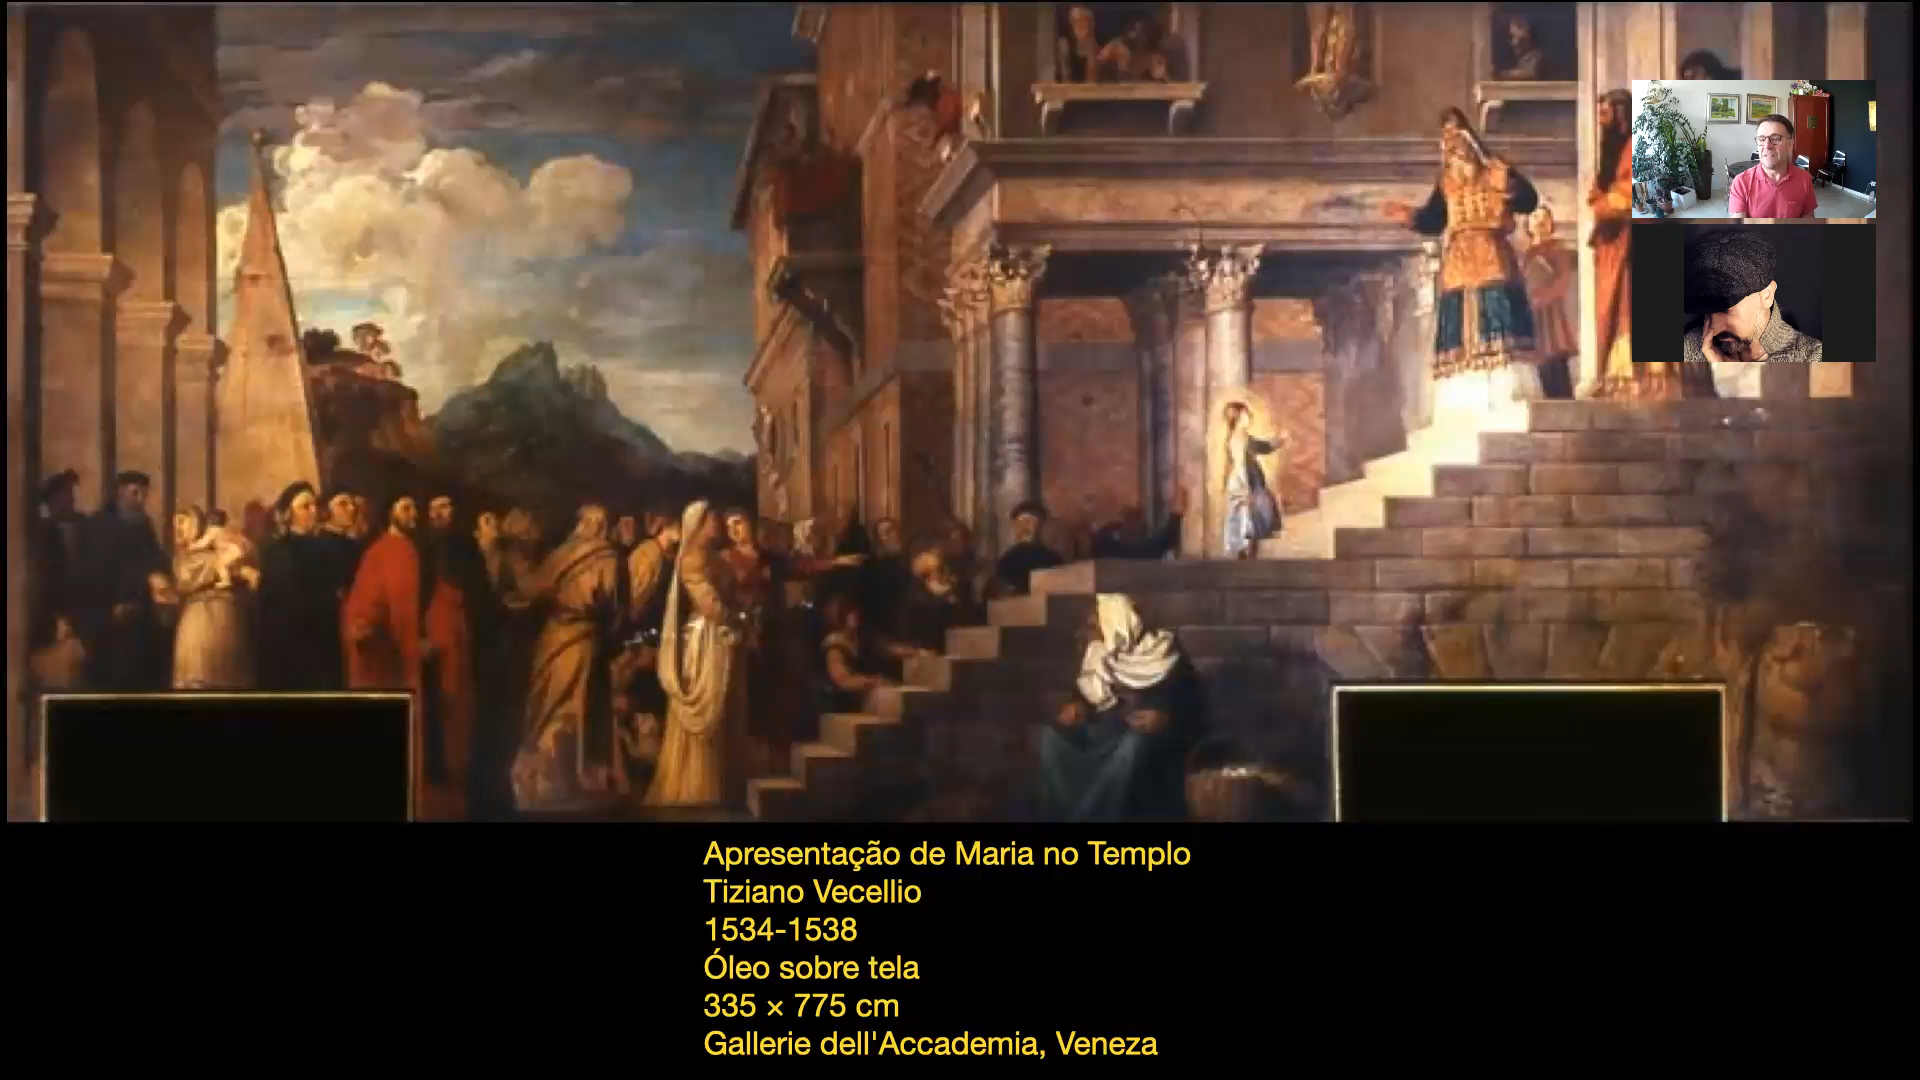 Apresentação de Maria no Templo
Tiziano Vecellio
1534-1538
Óleo sobre tela
335 × 775 cm
Gallerie dell'Accademia, Veneza